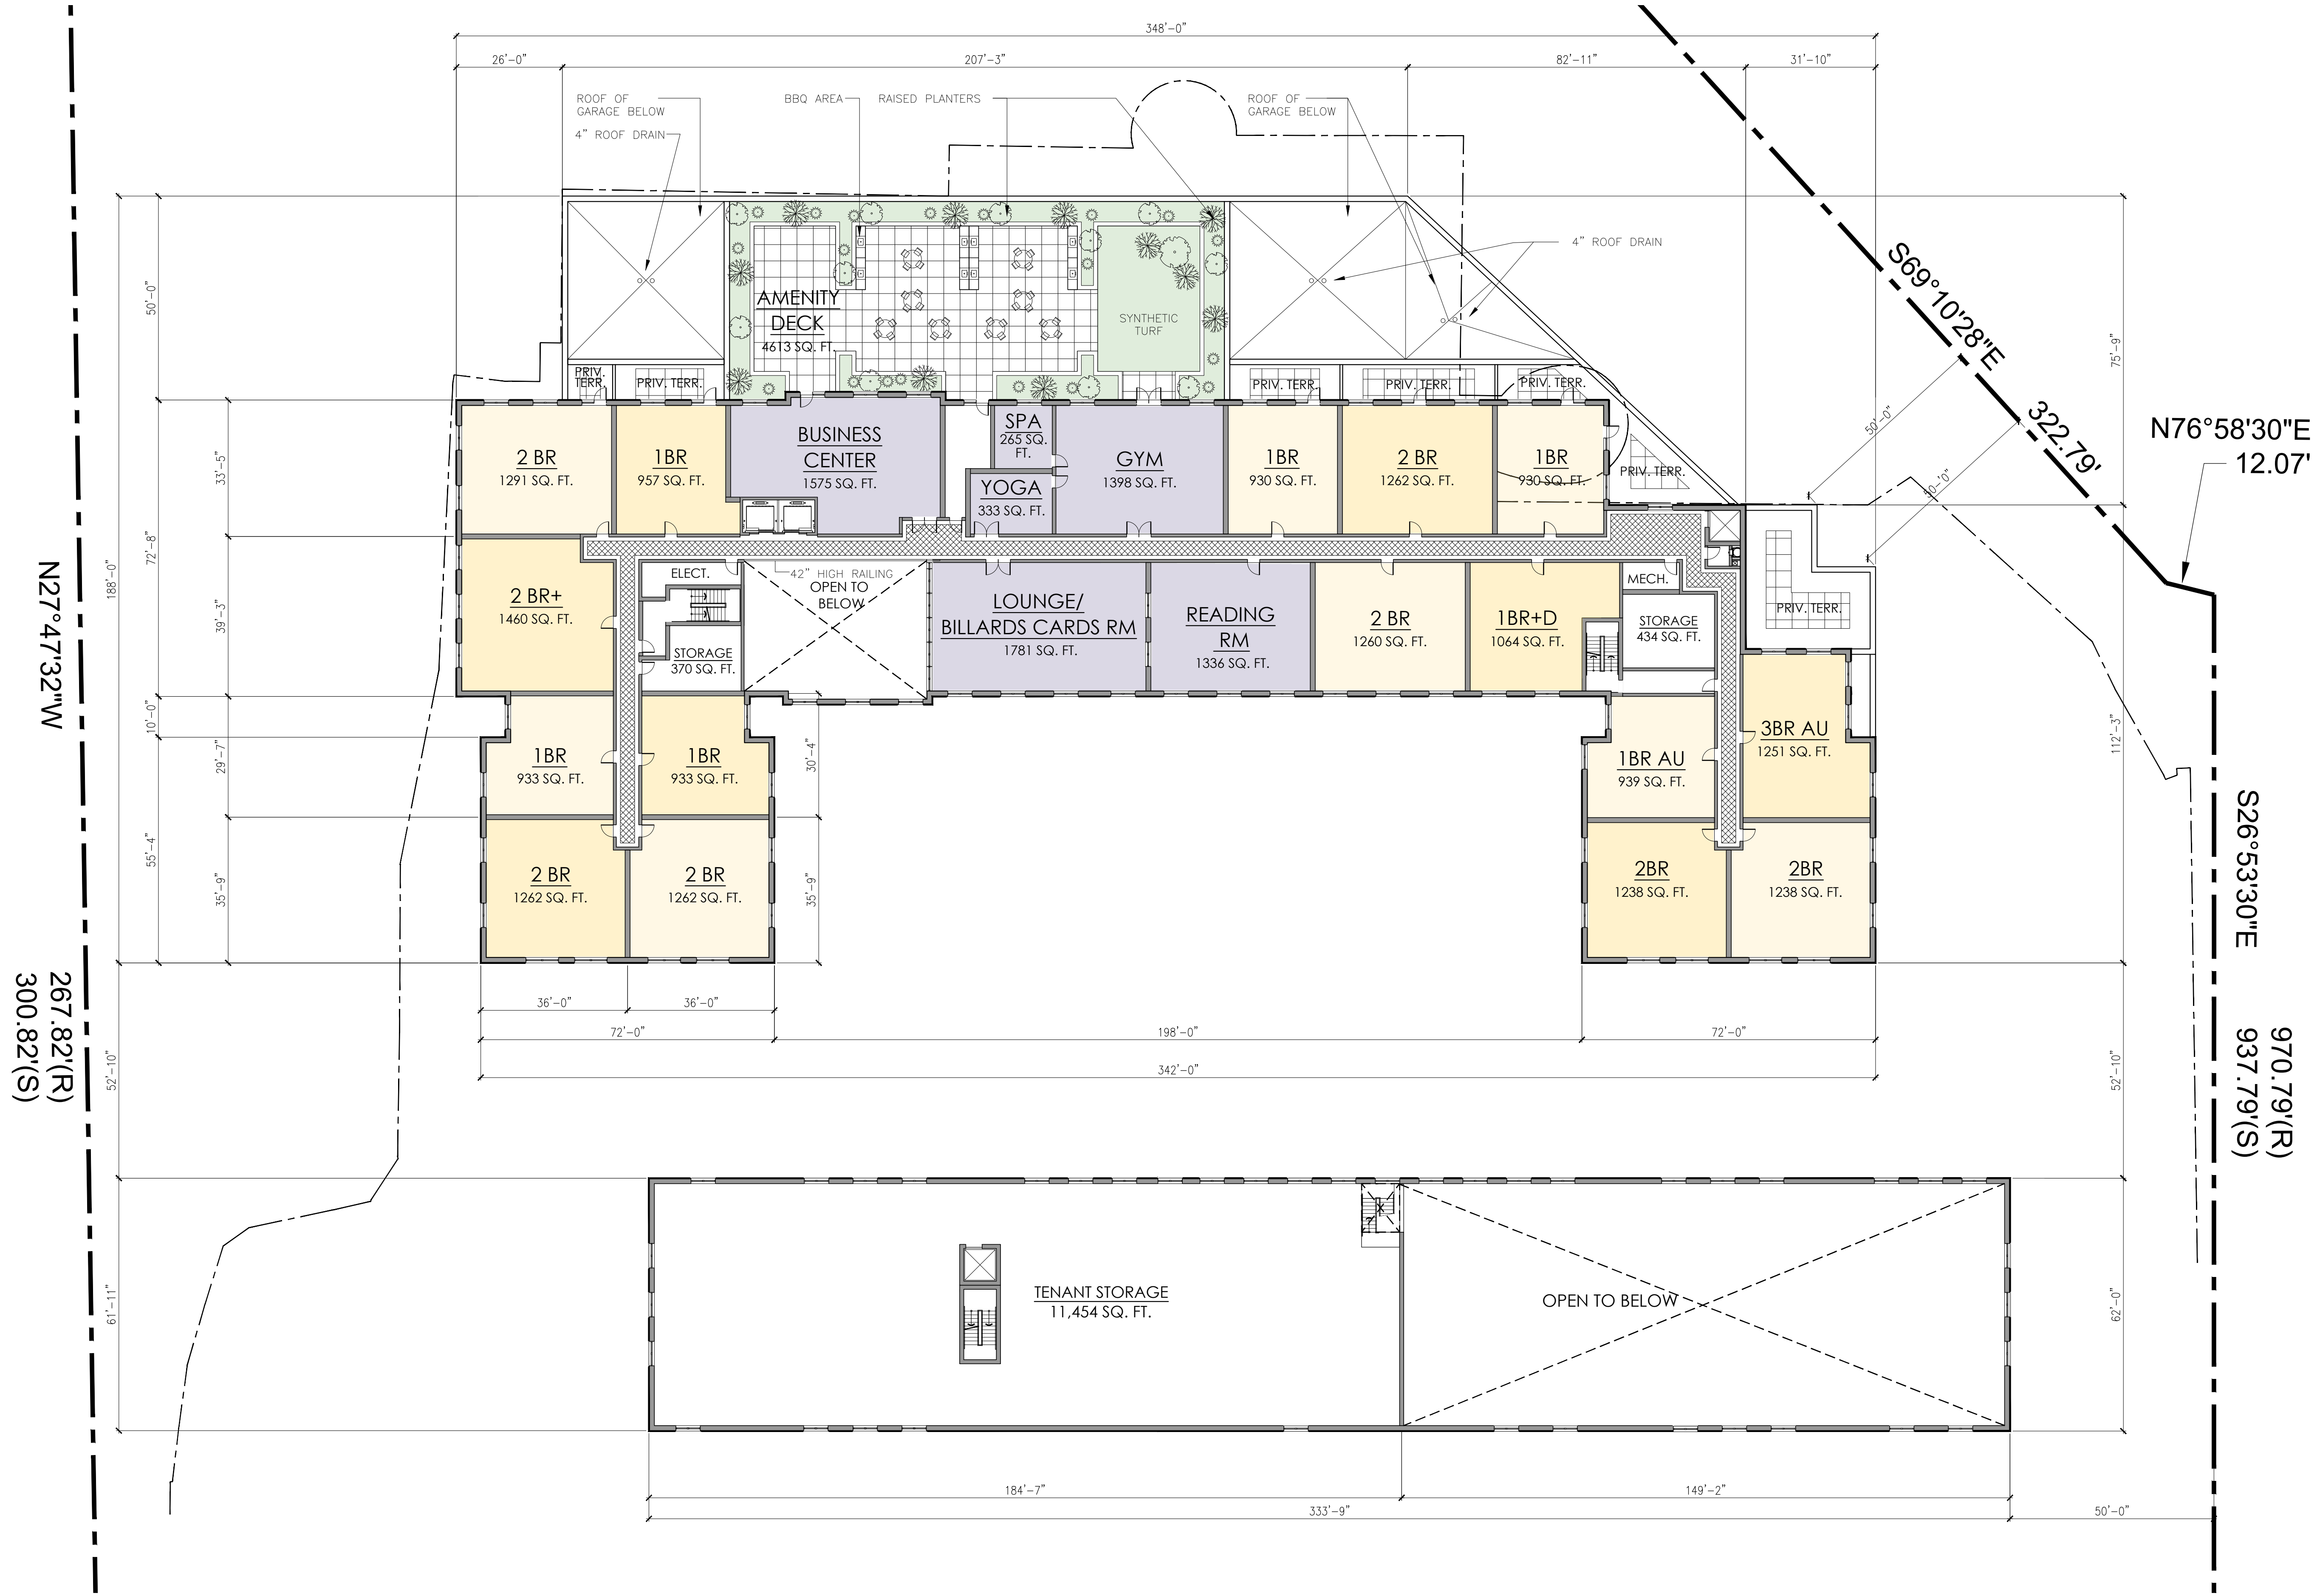 348'-0"
26'-0"
207'-3"
82'-11"
31'-10"
ROOF OF
GARAGE BELOW
4" ROOF DRAIN
BBQ AREA
RAISED PLANTERS
ROOF OF
GARAGE BELOW
4" ROOF DRAIN
AMENITY
DECK
4613 SQ. FT.
SYNTHETIC
TURF
PRIV.
TERR.
PRIV. TERR.
PRIV. TERR.
PRIV. TERR.
PRIV. TERR.
PRIV. TERR.
PRIV. TERR.
S69°10'28"E
322.79'
N76°58'30"E
12.07'
50'-0"
50'-0"
50'-0"
75'-9"
188'-0"
72'-8"
33'-5"
39'-3"
2 BR
1291 SQ. FT.
1BR
957 SQ. FT.
BUSINESS
CENTER
1575 SQ. FT.
SPA
265 SQ.
FT.
YOGA
333 SQ. FT.
GYM
1398 SQ. FT.
1BR
930 SQ. FT.
2 BR
1262 SQ. FT.
1BR
930 SQ. FT.
2 BR+
1460 SQ. FT.
ELECT.
42" HIGH RAILING
OPEN TO
BELOW
STORAGE
370 SQ. FT.
LOUNGE/
BILLARDS CARDS RM
1781 SQ. FT.
READING
RM
1336 SQ. FT.
2 BR
1260 SQ. FT.
1BR+D
1064 SQ. FT.
MECH.
STORAGE
434 SQ. FT.
N27°47'32"W
10'-0"
29'-7"
55'-4"
35'-9"
1BR
933 SQ. FT.
1BR
933 SQ. FT.
30'-4"
1BR AU
939 SQ. FT.
3BR AU
1251 SQ. FT.
112'-3"
2 BR
1262 SQ. FT.
2 BR
1262 SQ. FT.
35'-9"
2BR
1238 SQ. FT.
2BR
1238 SQ. FT.
S26°53'30"E
36'-0"
36'-0"
72'-0"
198'-0"
72'-0"
342'-0"
267.82'(R)
300.82'(S)
52'-10"
52'-10"
970.79'(R)
937.79'(S)
61'-11"
TENANT STORAGE
11,454 SQ. FT.
OPEN TO BELOW
62'-0"
184'-7"
149'-2"
333'-9"
50'-0"